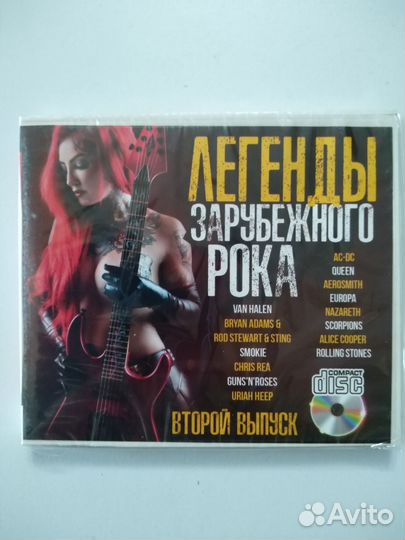 ЛЕГЕНДЫ
ЗАРУБЕЖНОГО
РОКА
VAN HALEN
BRYAN ADAMS &
ROD STEWART & STING
SMOKIE
CHRIS REA
GUNS'N'ROSES
URIAH HEEP
AC-DC
QUEEN
AEROSMITH
EUROPA
NAZARETH
SCORPIONS
ALICE COOPER
ROLLING STONES
COMPACT
disc
ВТОРОЙ ВЫПУСК
Avito